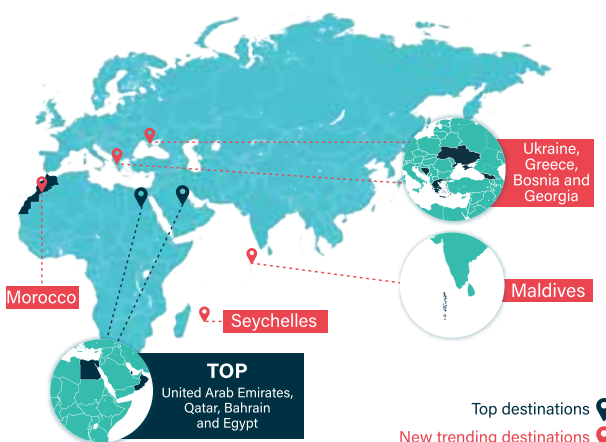 Ukraine,
Greece,
Bosnia and
Georgia
Maldives
Morocco
Seychelles
TOP
United Arab Emirates,
Qatar, Bahrain
and Egypt
Top destinations
New trending destinations